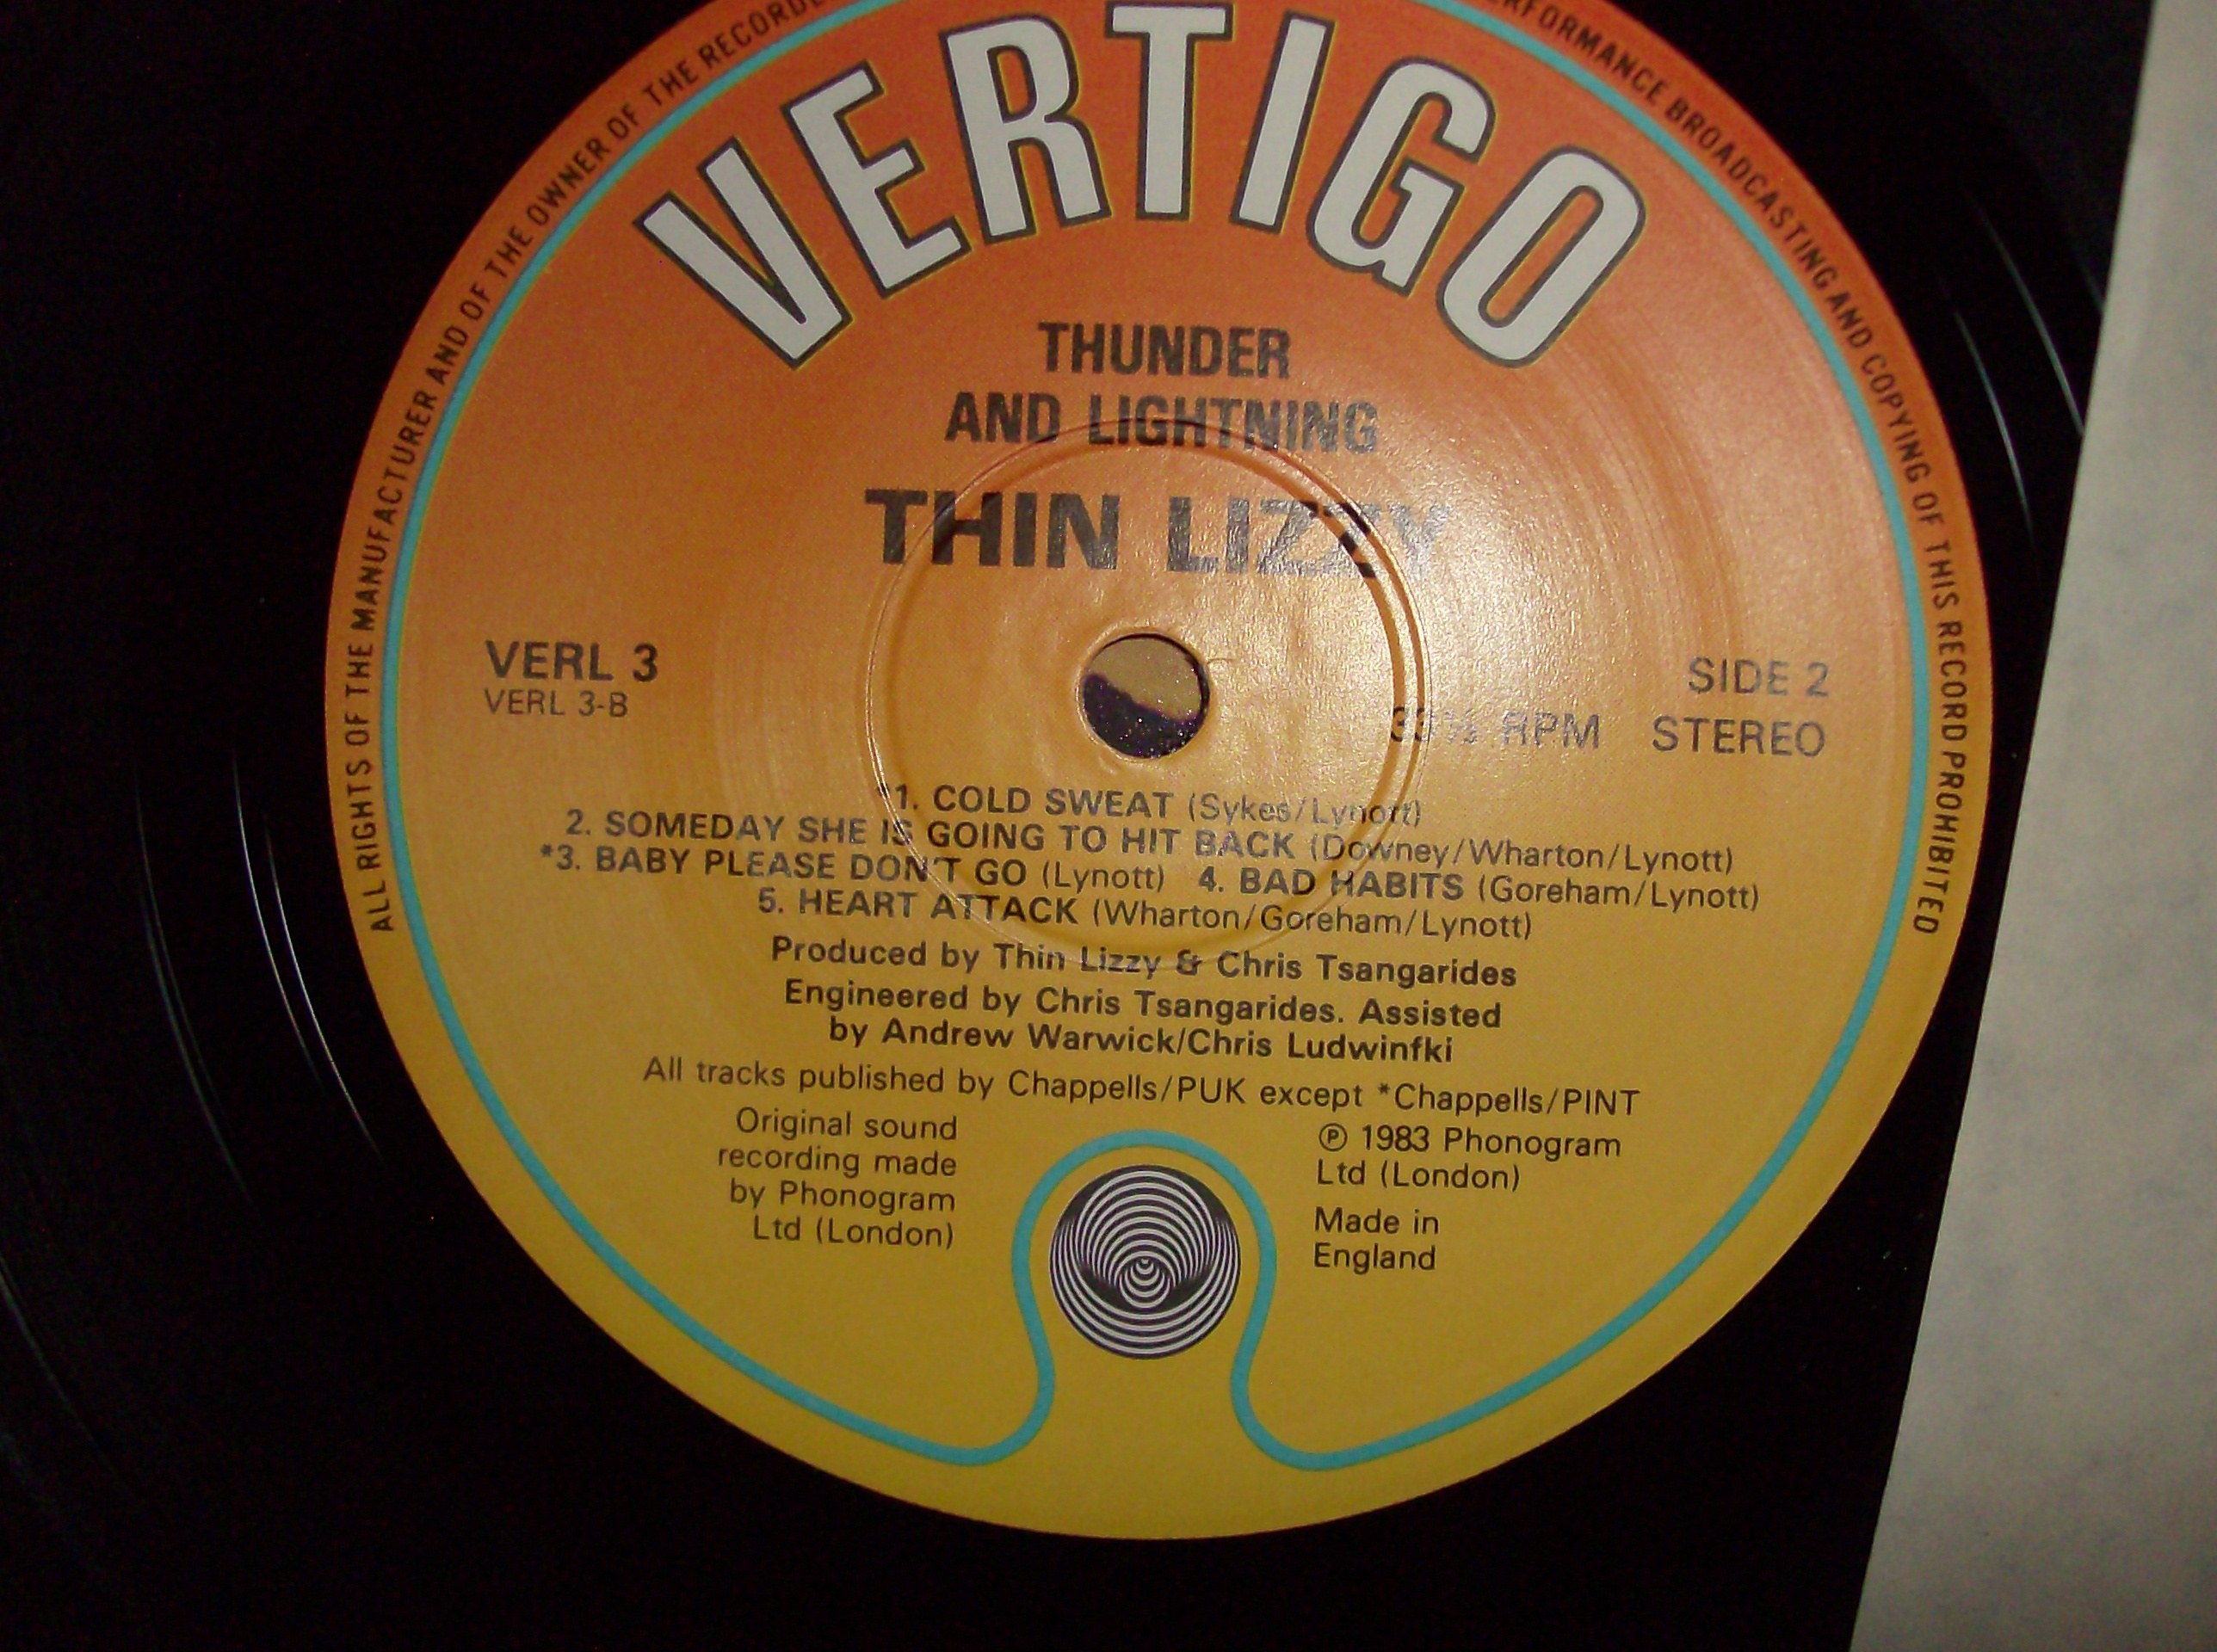 ALL RIGHTS OF THE MANUFACTURER AND OF THE OWNER OF THE
PERFORMANCE BROADCASTING AND COPYING OF THIS RECORD PROHIBITED
VERTIGO
THUNDER
AND LIGHTNING
THIN LIZZY
VERL 3
VERL 3-B
SIDE 2
33⅓ RPM STEREO
*1. COLD SWEAT (Sykes/Lynott)
2. SOMEDAY SHE IS GOING TO HIT BACK (Downey/Wharton/Lynott)
*3. BABY PLEASE DON'T GO (Lynott) 4. BAD HABITS (Goreham/Lynott)
5. HEART ATTACK (Wharton/Goreham/Lynott)
Produced by Thin Lizzy & Chris Tsangarides
Engineered by Chris Tsangarides. Assisted
by Andrew Warwick/Chris Ludwinfki
All tracks published by Chappells/PUK except *Chappells/PINT
Original sound
recording made
by Phonogram
Ltd (London)
℗ 1983 Phonogram
Ltd (London)
Made in
England